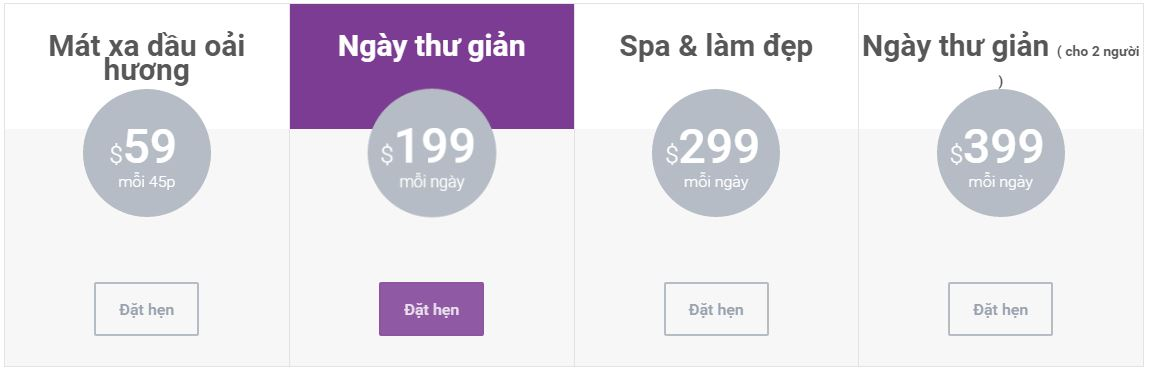 Mát xa dầu oải
hương
$59
mỗi 45p
Đặt hẹn
Ngày thư giản
$199
mỗi ngày
Đặt hẹn
Spa & làm đẹp
$299
mỗi ngày
Đặt hẹn
Ngày thư giản ( cho 2 người
)
$399
mỗi ngày
Đặt hẹn